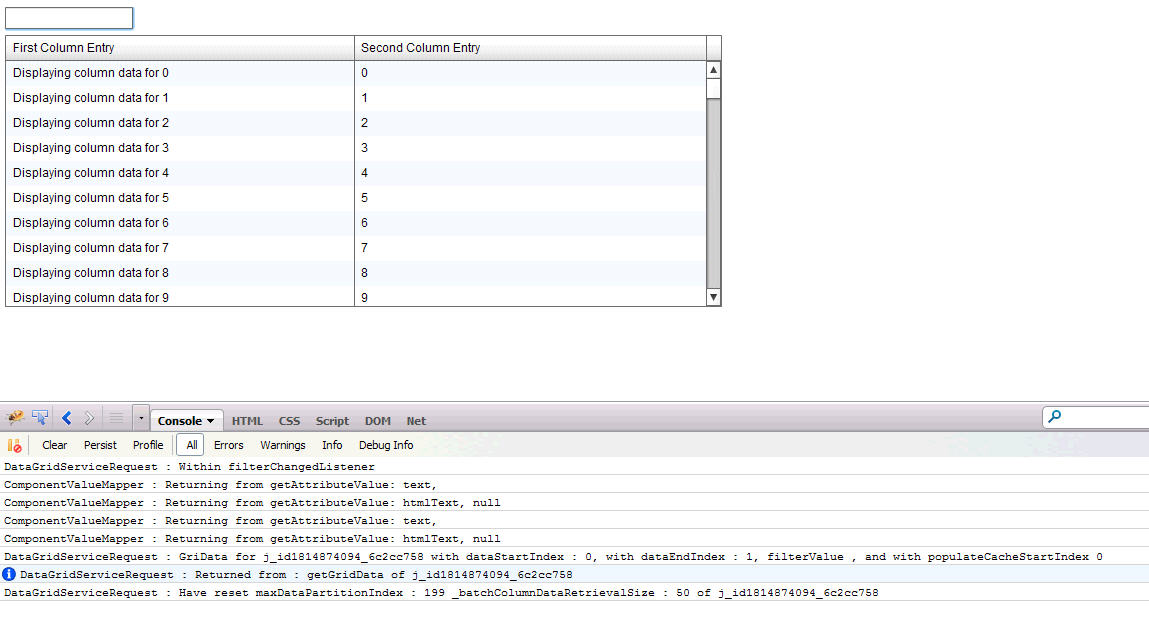 First Column Entry Second Column Entry
Displaying column data for 0 0
Displaying column data for 1 1
Displaying column data for 2 2
Displaying column data for 3 3
Displaying column data for 4 4
Displaying column data for 5 5
Displaying column data for 6 6
Displaying column data for 7 7
Displaying column data for 8 8
Displaying column data for 9 9
Console HTML CSS Script DOM Net
Clear Persist Profile All Errors Warnings Info Debug Info
DataGridServiceRequest : Within filterChangedListener
ComponentValueMapper : Returning from getAttributeValue: text,
ComponentValueMapper : Returning from getAttributeValue: htmlText, null
ComponentValueMapper : Returning from getAttributeValue: text,
ComponentValueMapper : Returning from getAttributeValue: htmlText, null
DataGridServiceRequest : GriData for j_id1814874094_6c2cc758 with dataStartIndex : 0, with dataEndIndex : 1, filterValue , and with populateCacheStartIndex 0
DataGridServiceRequest : Returned from : getGridData of j_id1814874094_6c2cc758
DataGridServiceRequest : Have reset maxDataPartitionIndex : 199 _batchColumnDataRetrievalSize : 50 of j_id1814874094_6c2cc758